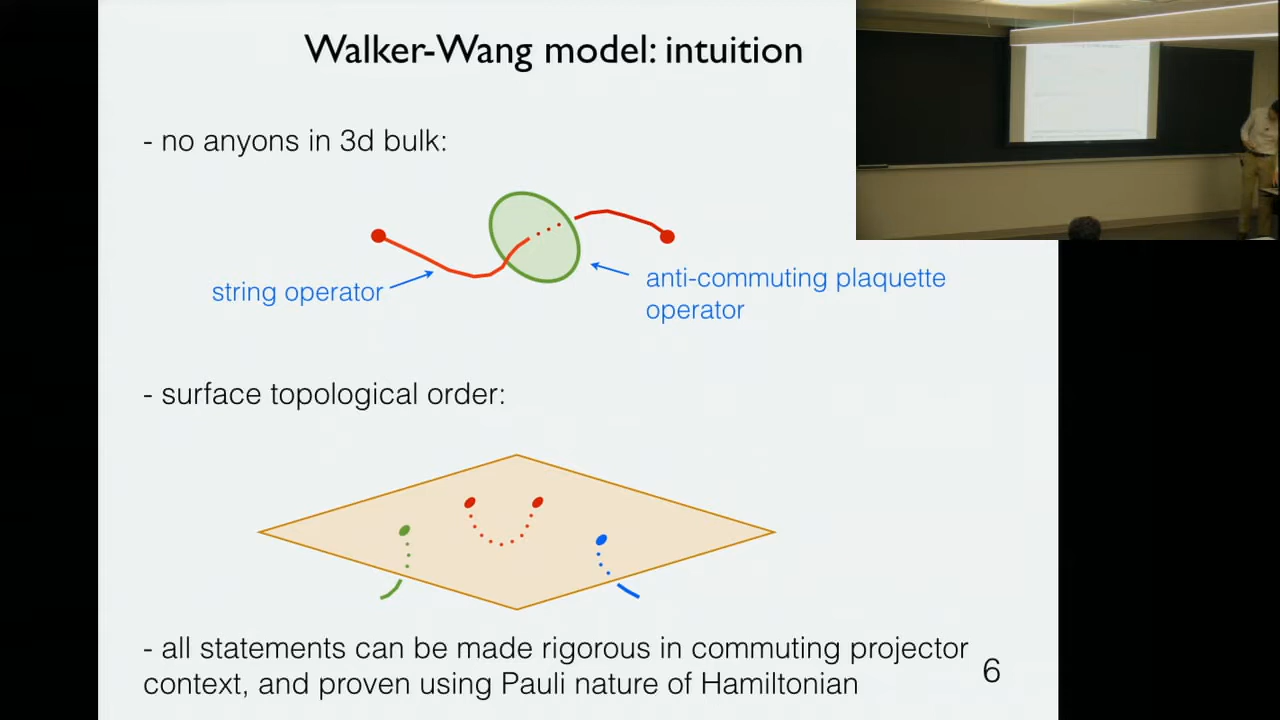 Walker-Wang model: intuition
- no anyons in 3d bulk:
string operator
anti-commuting plaquette
operator
- surface topological order:
- all statements can be made rigorous in commuting projector
context, and proven using Pauli nature of Hamiltonian
6